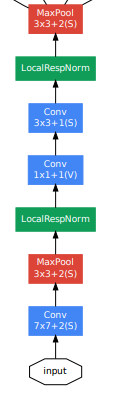 MaxPool
3x3+2(S)
LocalRespNorm
Conv
3x3+1(S)
Conv
1x1+1(V)
LocalRespNorm
MaxPool
3x3+2(S)
Conv
7x7+2(S)
input